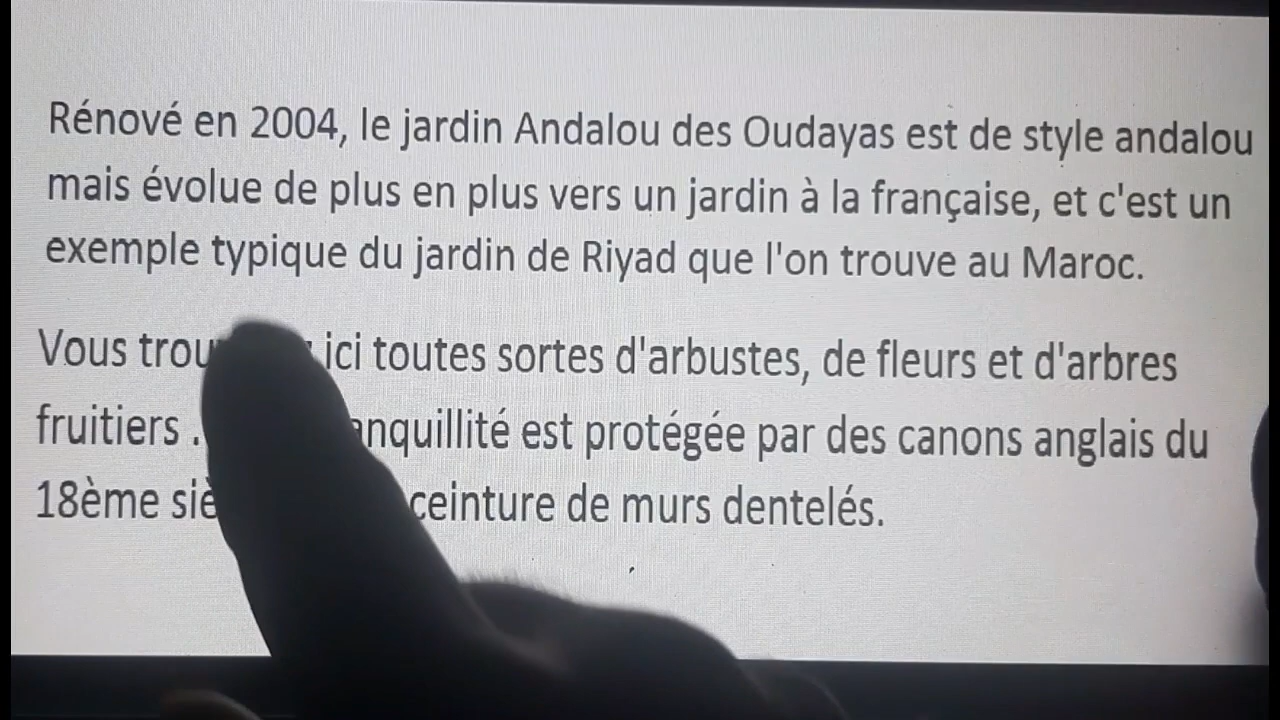 Rénové en 2004, le jardin Andalou des Oudayas est de style andalou
mais évolue de plus en plus vers un jardin à la française, et c'est un
exemple typique du jardin de Riyad que l'on trouve au Maroc.
Vous ici toutes sortes d'arbustes, de fleurs et d'arbres
fruitiers . est protégée par des canons anglais du
18ème ceinture de murs dentelés.